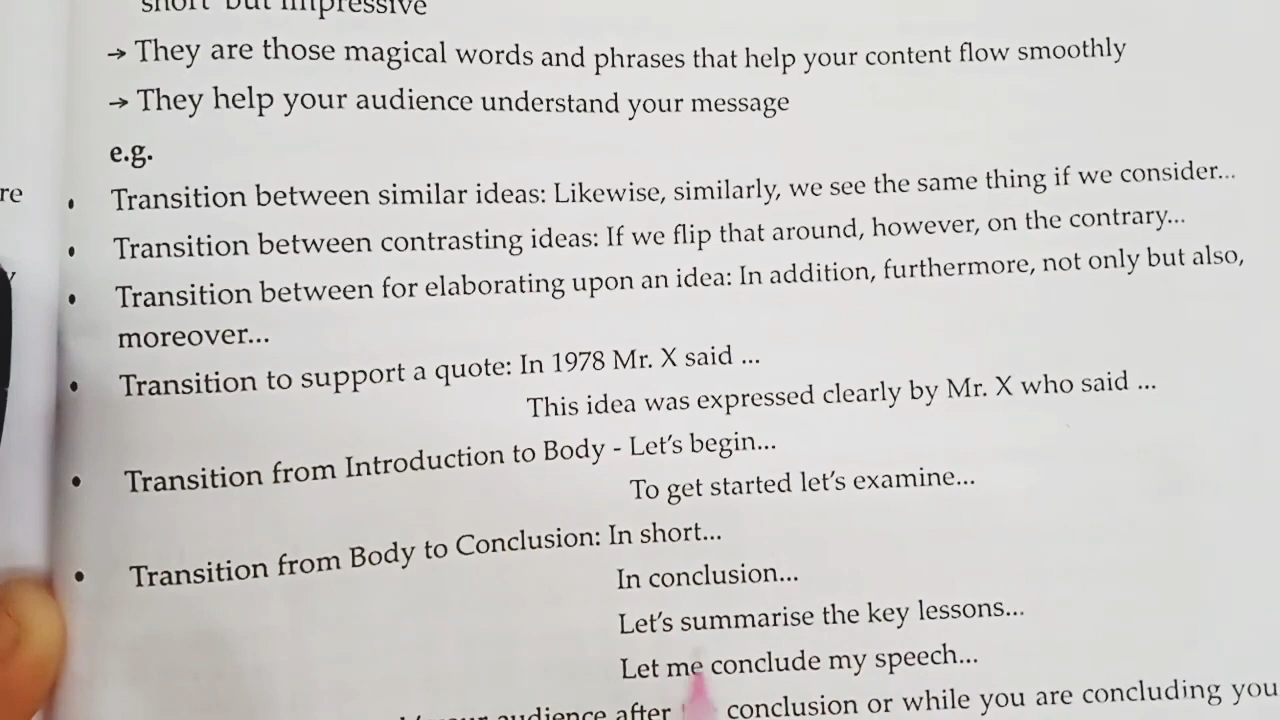 short but impressive
→ They are those magical words and phrases that help your content flow smoothly
→ They help your audience understand your message
e.g.
re
• Transition between similar ideas: Likewise, similarly, we see the same thing if we consider...
• Transition between contrasting ideas: If we flip that around, however, on the contrary...
• Transition between for elaborating upon an idea: In addition, furthermore, not only but also,
moreover...
• Transition to support a quote: In 1978 Mr. X said ...
This idea was expressed clearly by Mr. X who said ...
• Transition from Introduction to Body - Let's begin...
To get started let's examine...
• Transition from Body to Conclusion: In short...
In conclusion...
Let's summarise the key lessons...
Let me conclude my speech...
audience after conclusion or while you are concluding